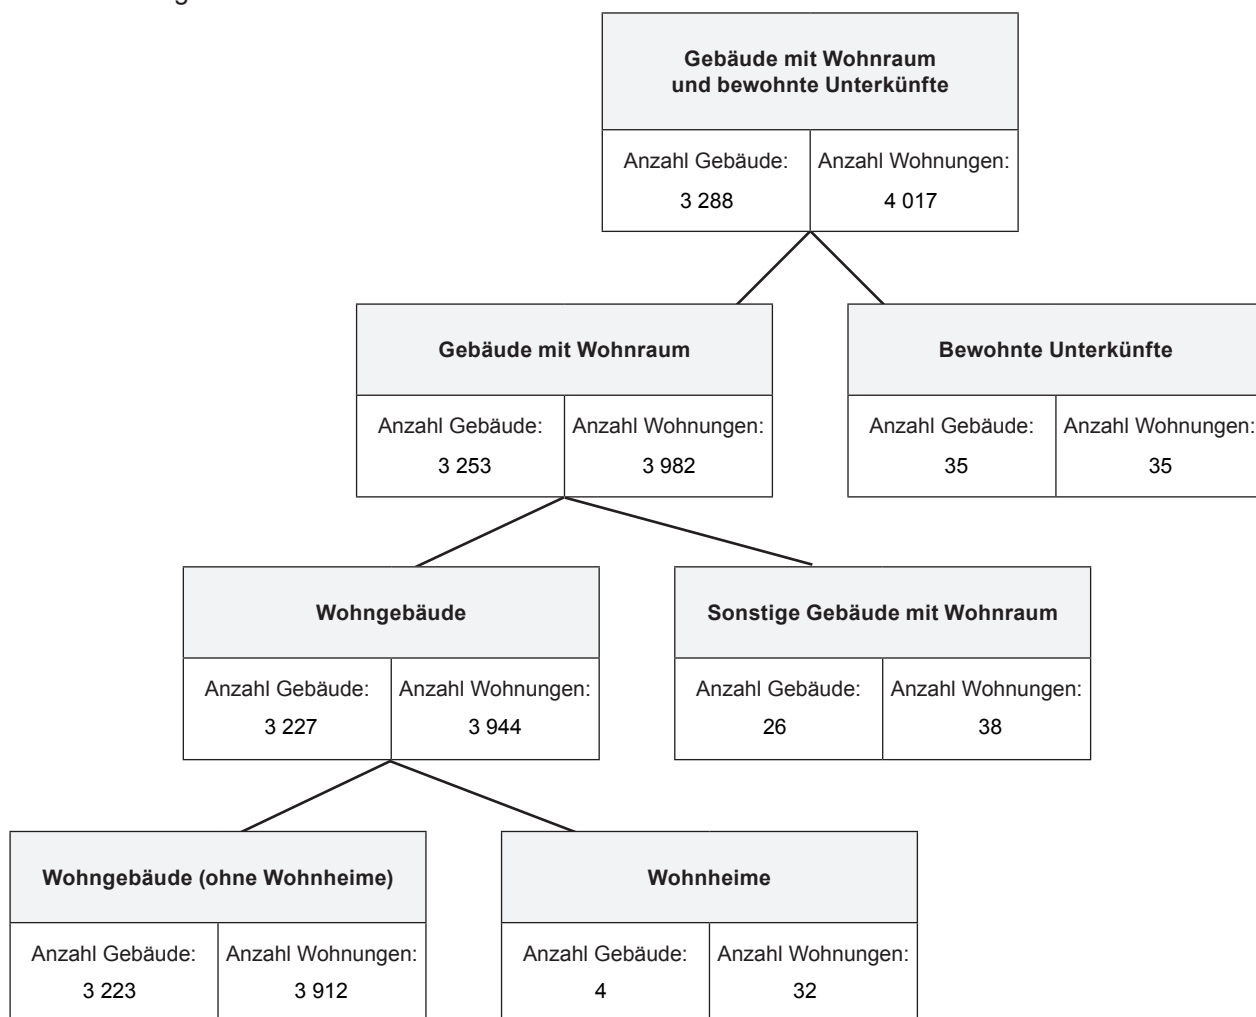 Gebäude mit Wohnraum
und bewohnte Unterkünfte
Anzahl Gebäude: Anzahl Wohnungen:
3 288 4 017
Gebäude mit Wohnraum Bewohnte Unterkünfte
Anzahl Gebäude: Anzahl Wohnungen: Anzahl Gebäude: Anzahl Wohnungen:
3 253 3 982 35 35
Wohngebäude Sonstige Gebäude mit Wohnraum
Anzahl Gebäude: Anzahl Wohnungen: Anzahl Gebäude: Anzahl Wohnungen:
3 227 3 944 26 38
Wohngebäude (ohne Wohnheime) Wohnheime
Anzahl Gebäude: Anzahl Wohnungen: Anzahl Gebäude: Anzahl Wohnungen:
3 223 3 912 4 32